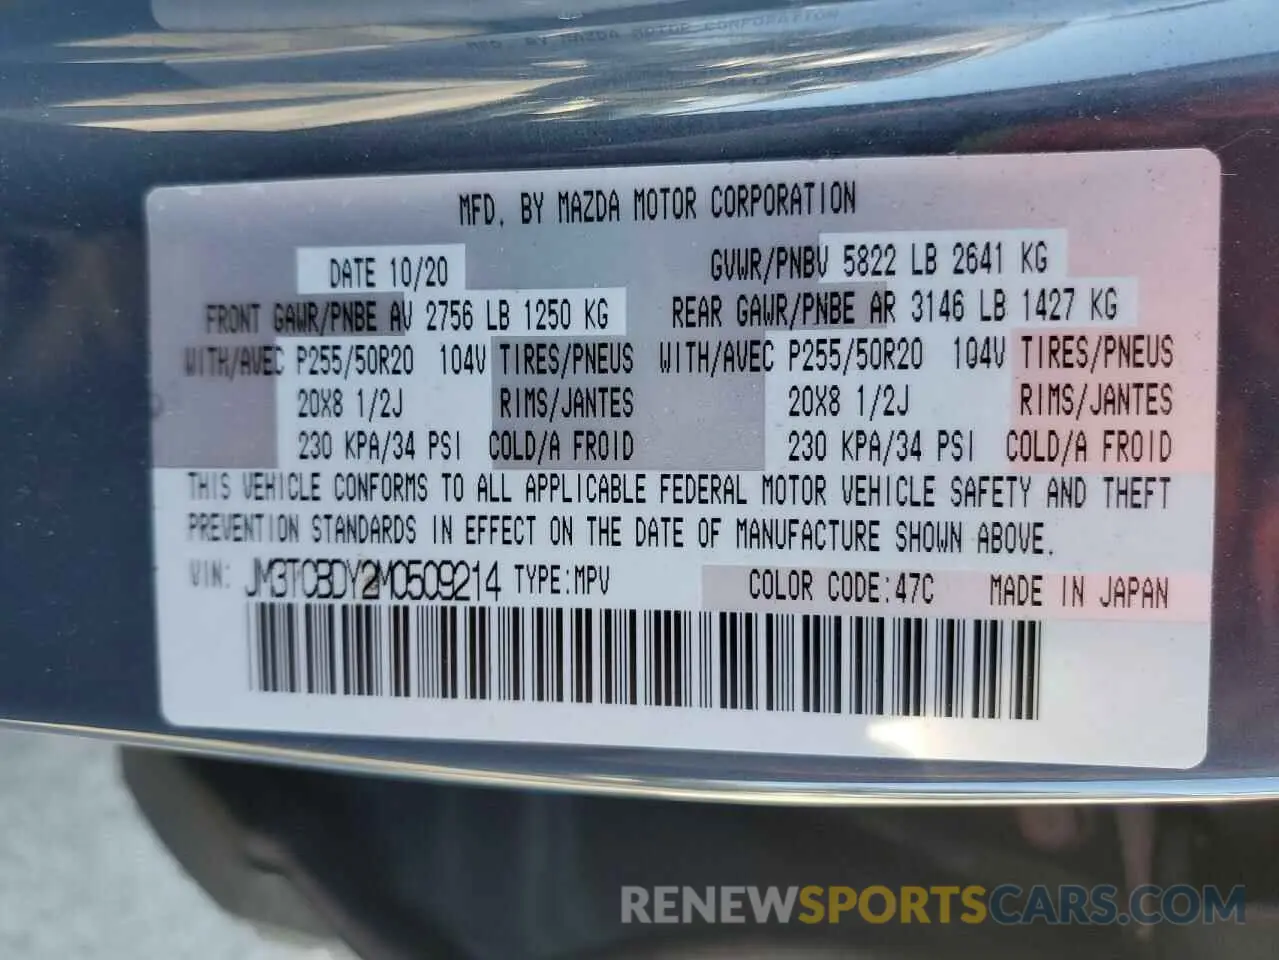 MFD. BY MAZDA MOTOR CORPORATION
MFD. BY MAZDA MOTOR CORPORATION
DATE 10/20 GVWR/PNBV 5822 LB 2641 KG
FRONT GAWR/PNBE AV 2756 LB 1250 KG REAR GAWR/PNBE AR 3146 LB 1427 KG
WITH/AVEC P255/50R20 104V TIRES/PNEUS WITH/AVEC P255/50R20 104V TIRES/PNEUS
20X8 1/2J RIMS/JANTES 20X8 1/2J RIMS/JANTES
230 KPA/34 PSI COLD/A FROID 230 KPA/34 PSI COLD/A FROID
THIS VEHICLE CONFORMS TO ALL APPLICABLE FEDERAL MOTOR VEHICLE SAFETY AND THEFT
PREVENTION STANDARDS IN EFFECT ON THE DATE OF MANUFACTURE SHOWN ABOVE.
VIN: JM3TCBDY2M0509214 TYPE:MPV COLOR CODE:47C MADE IN JAPAN
RENEWSPORTSCARS.COM